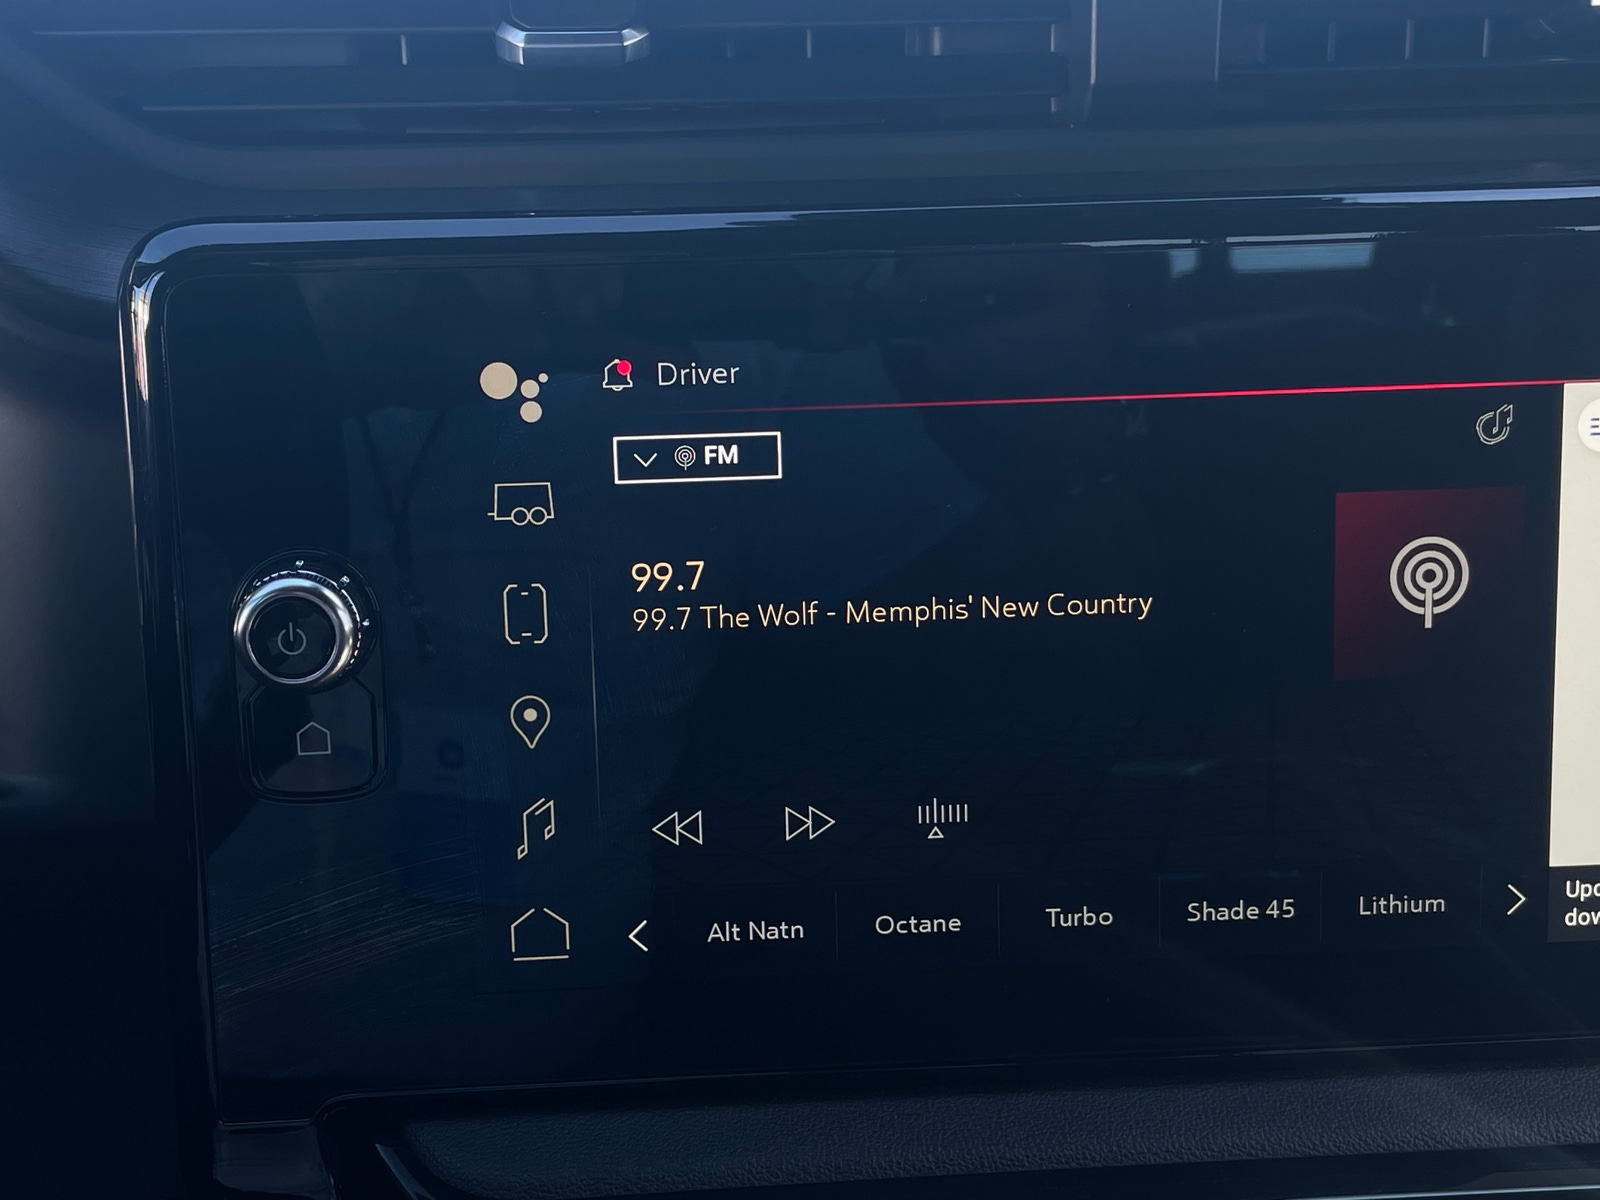 Driver
FM
99.7
99.7 The Wolf - Memphis' New Country
Alt Natn
Octane
Turbo
Shade 45
Lithium